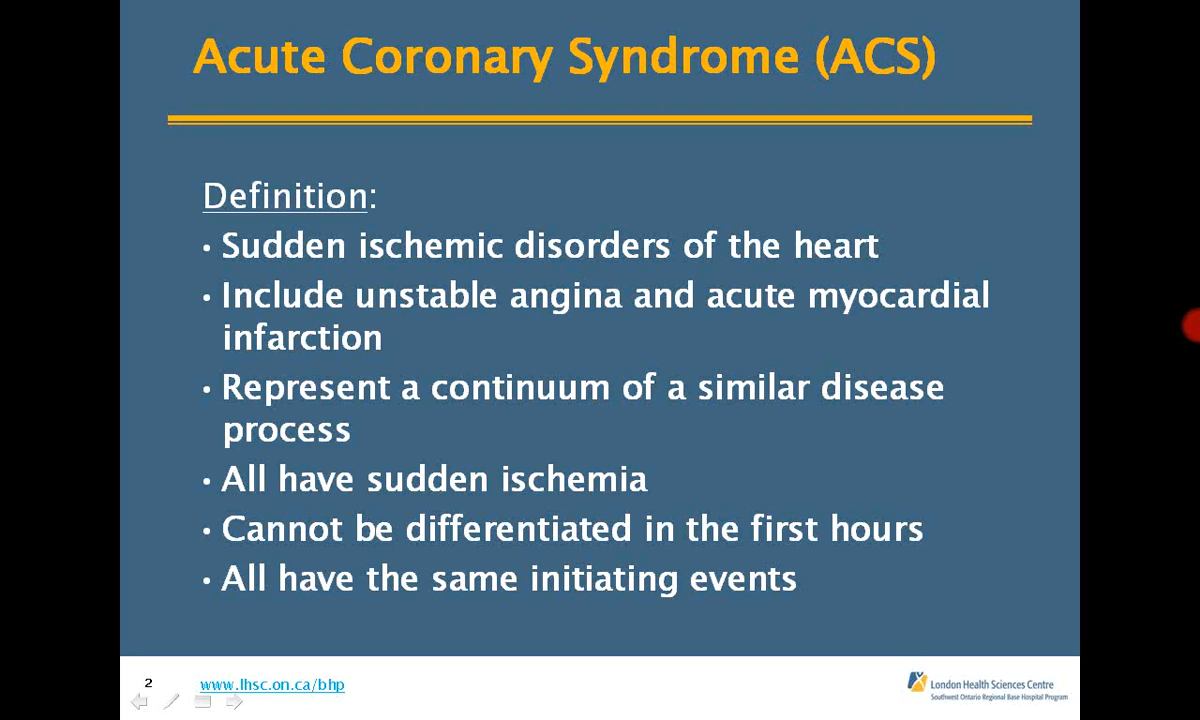 Acute Coronary Syndrome (ACS)
Definition:
• Sudden ischemic disorders of the heart
• Include unstable angina and acute myocardial
infarction
• Represent a continuum of a similar disease
process
• All have sudden ischemia
• Cannot be differentiated in the first hours
• All have the same initiating events
2
www.lhsc.on.ca/bhp
London Health Sciences Centre
Southwest Ontario Regional Base Hospital Program